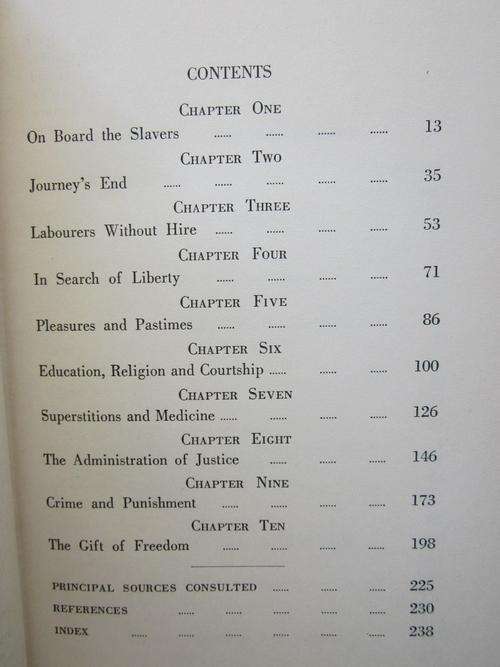 CONTENTS
CHAPTER ONE
On Board the Slavers ...... ...... ...... ...... 13
CHAPTER TWO
Journey's End ...... ...... ...... ...... ...... 35
CHAPTER THREE
Labourers Without Hire ...... ...... ...... ...... 53
CHAPTER FOUR
In Search of Liberty ...... ...... ...... ...... 71
CHAPTER FIVE
Pleasures and Pastimes ...... ...... ...... ...... 86
CHAPTER SIX
Education, Religion and Courtship ...... ...... ...... 100
CHAPTER SEVEN
Superstitions and Medicine ...... ...... ...... ...... 126
CHAPTER EIGHT
The Administration of Justice ...... ...... ...... 146
CHAPTER NINE
Crime and Punishment ...... ...... ...... ...... 173
CHAPTER TEN
The Gift of Freedom ...... ...... ...... ...... 198
PRINCIPAL SOURCES CONSULTED ...... ...... ...... 225
REFERENCES ...... ...... ...... ...... ...... 230
INDEX ...... ...... ...... ...... ...... ...... 238